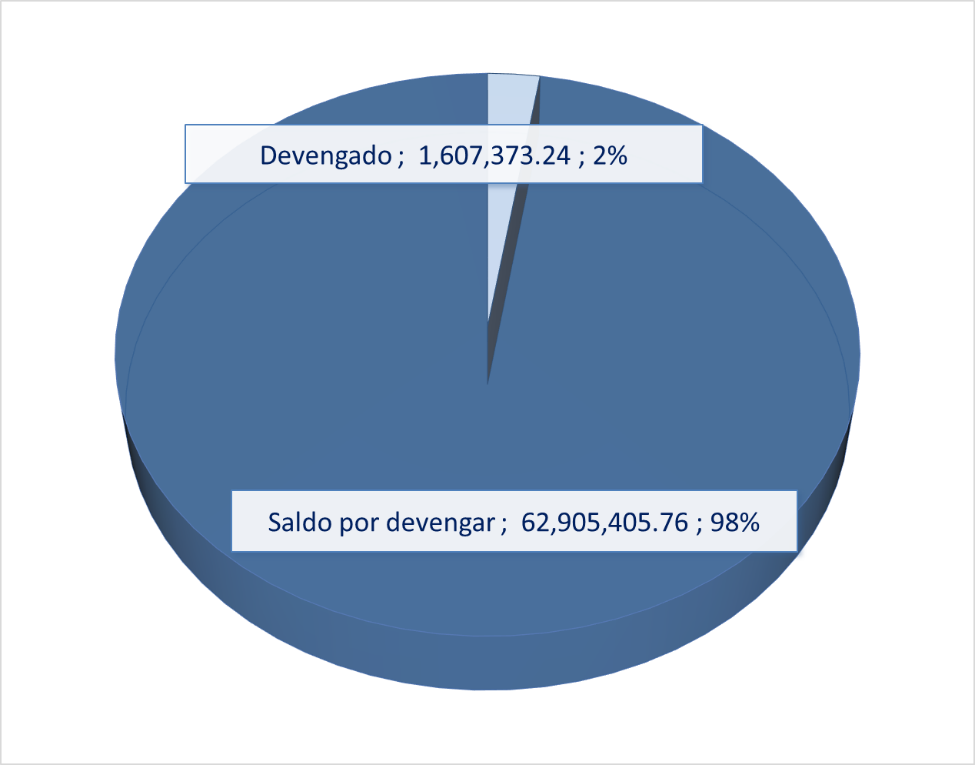 Devengado ; 1,607,373.24 ; 2%
Saldo por devengar ; 62,905,405.76 ; 98%